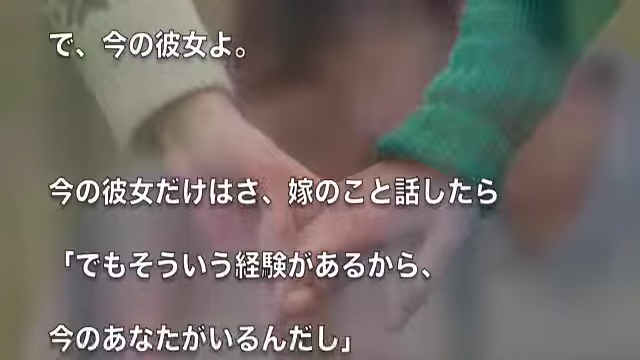 で、今の彼女よ。
今の彼女だけはさ、嫁のこと話したら
「でもそういう経験があるから、
今のあなたがいるんだし」